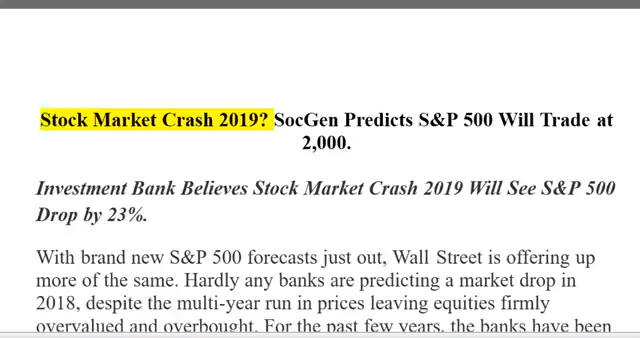 Stock Market Crash 2019? SocGen Predicts S&P 500 Will Trade at
2,000.
Investment Bank Believes Stock Market Crash 2019 Will See S&P 500
Drop by 23%.
With brand new S&P 500 forecasts just out, Wall Street is offering up
more of the same. Hardly any banks are predicting a market drop in
2018, despite the multi-year run in prices leaving equities firmly
overvalued and overbought. For the past few years, the banks have been